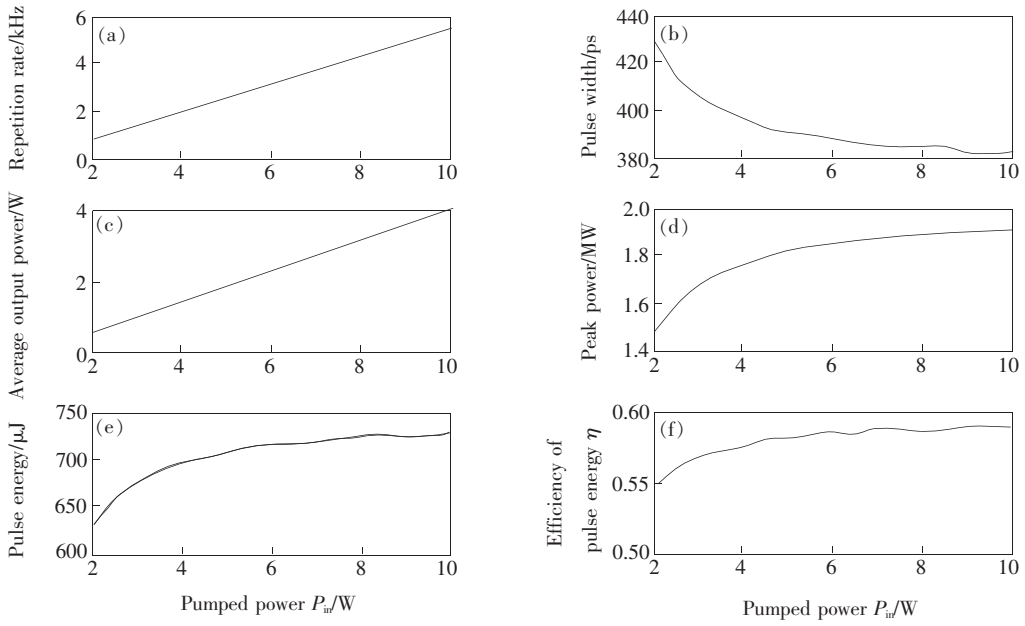 Repetition rate/kHz
6
4
2
0
(a)
2 4 6 8 10
Pulse width/ps
440
420
400
380
(b)
2 4 6 8 10
Average output power/W
4
2
0
(c)
2 4 6 8 10
Peak power/MW
2.0
1.8
1.6
1.4
(d)
2 4 6 8 10
Pulse energy/μJ
750
700
650
600
(e)
2 4 6 8 10
Pumped power Pin/W
Efficiency of
pulse energy η
0.60
0.55
0.50
(f)
2 4 6 8 10
Pumped power Pin/W